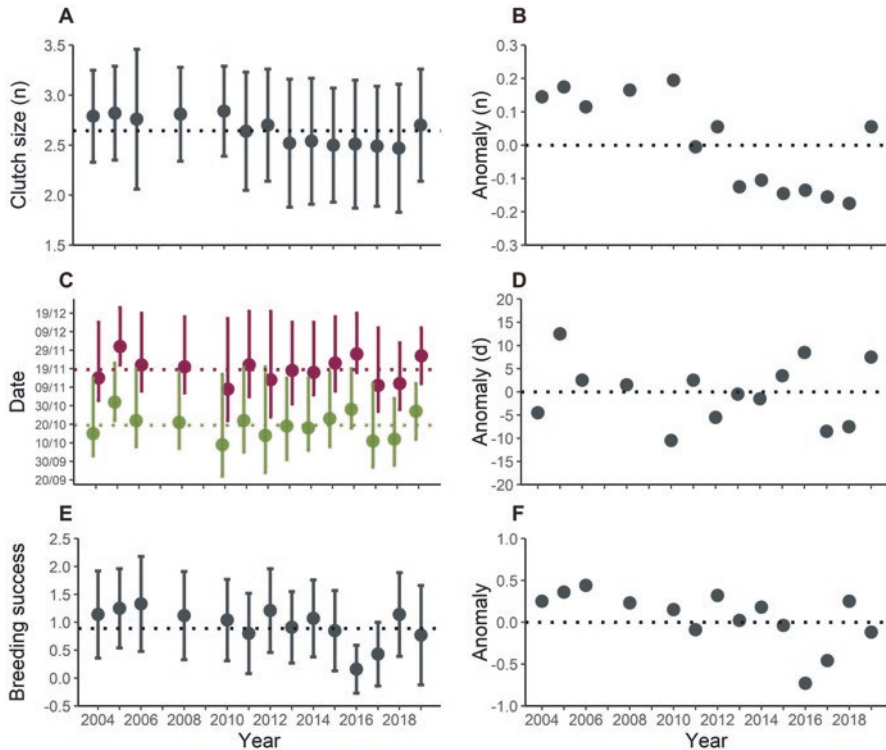 A
Clutch size (n)
3.5
3.0
2.5
2.0
1.5
B
Anomaly (n)
0.3
0.2
0.1
0.0
-0.1
-0.2
-0.3
C
Date
19/12
09/12
29/11
19/11
09/11
30/10
20/10
10/10
30/09
20/09
D
Anomaly (d)
20
15
10
5
0
-5
-10
-15
-20
E
Breeding success
2.5
2.0
1.5
1.0
0.5
0.0
-0.5
2004 2006 2008 2010 2012 2014 2016 2018
Year
F
Anomaly
1.0
0.5
0.0
-0.5
-1.0
2004 2006 2008 2010 2012 2014 2016 2018
Year